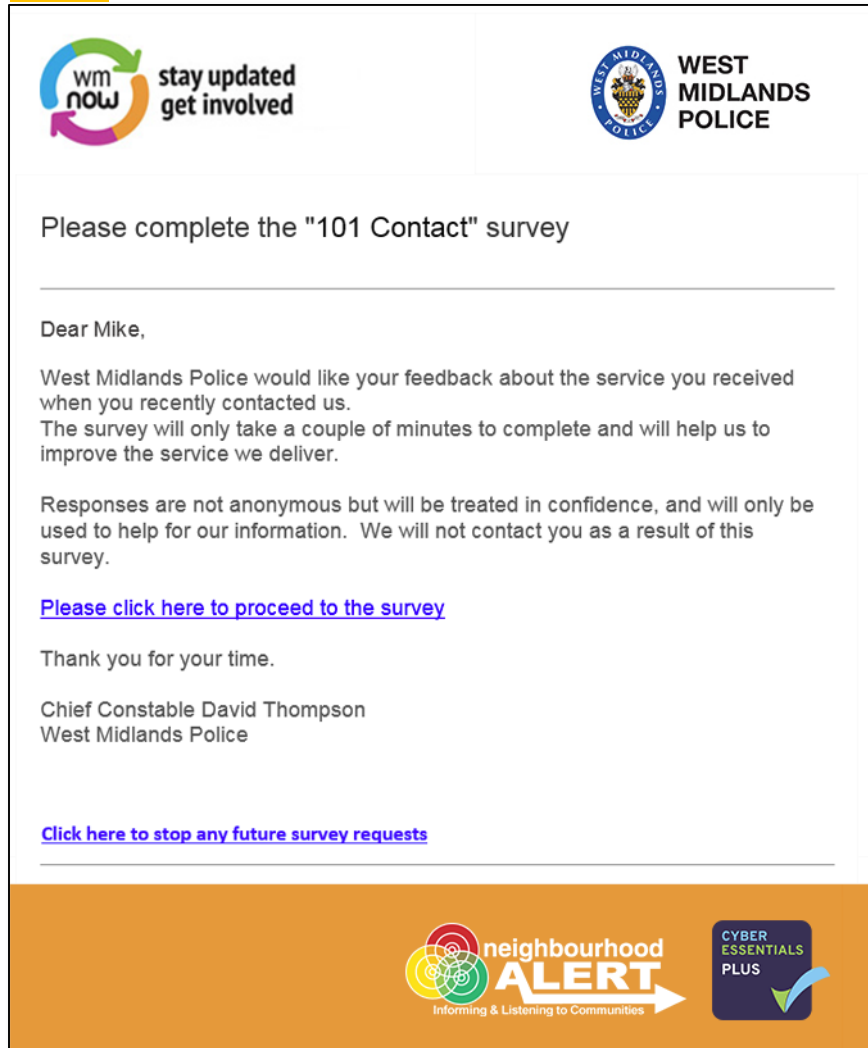 wm
now
stay updated
get involved
WEST MIDLANDS
POLICE
WEST
MIDLANDS
POLICE
Please complete the "101 Contact" survey
Dear Mike,
West Midlands Police would like your feedback about the service you received
when you recently contacted us.
The survey will only take a couple of minutes to complete and will help us to
improve the service we deliver.
Responses are not anonymous but will be treated in confidence, and will only be
used to help for our information.  We will not contact you as a result of this
survey.
Please click here to proceed to the survey
Thank you for your time.
Chief Constable David Thompson
West Midlands Police
Click here to stop any future survey requests
neighbourhood
ALERT
Informing & Listening to Communities
CYBER
ESSENTIALS
PLUS